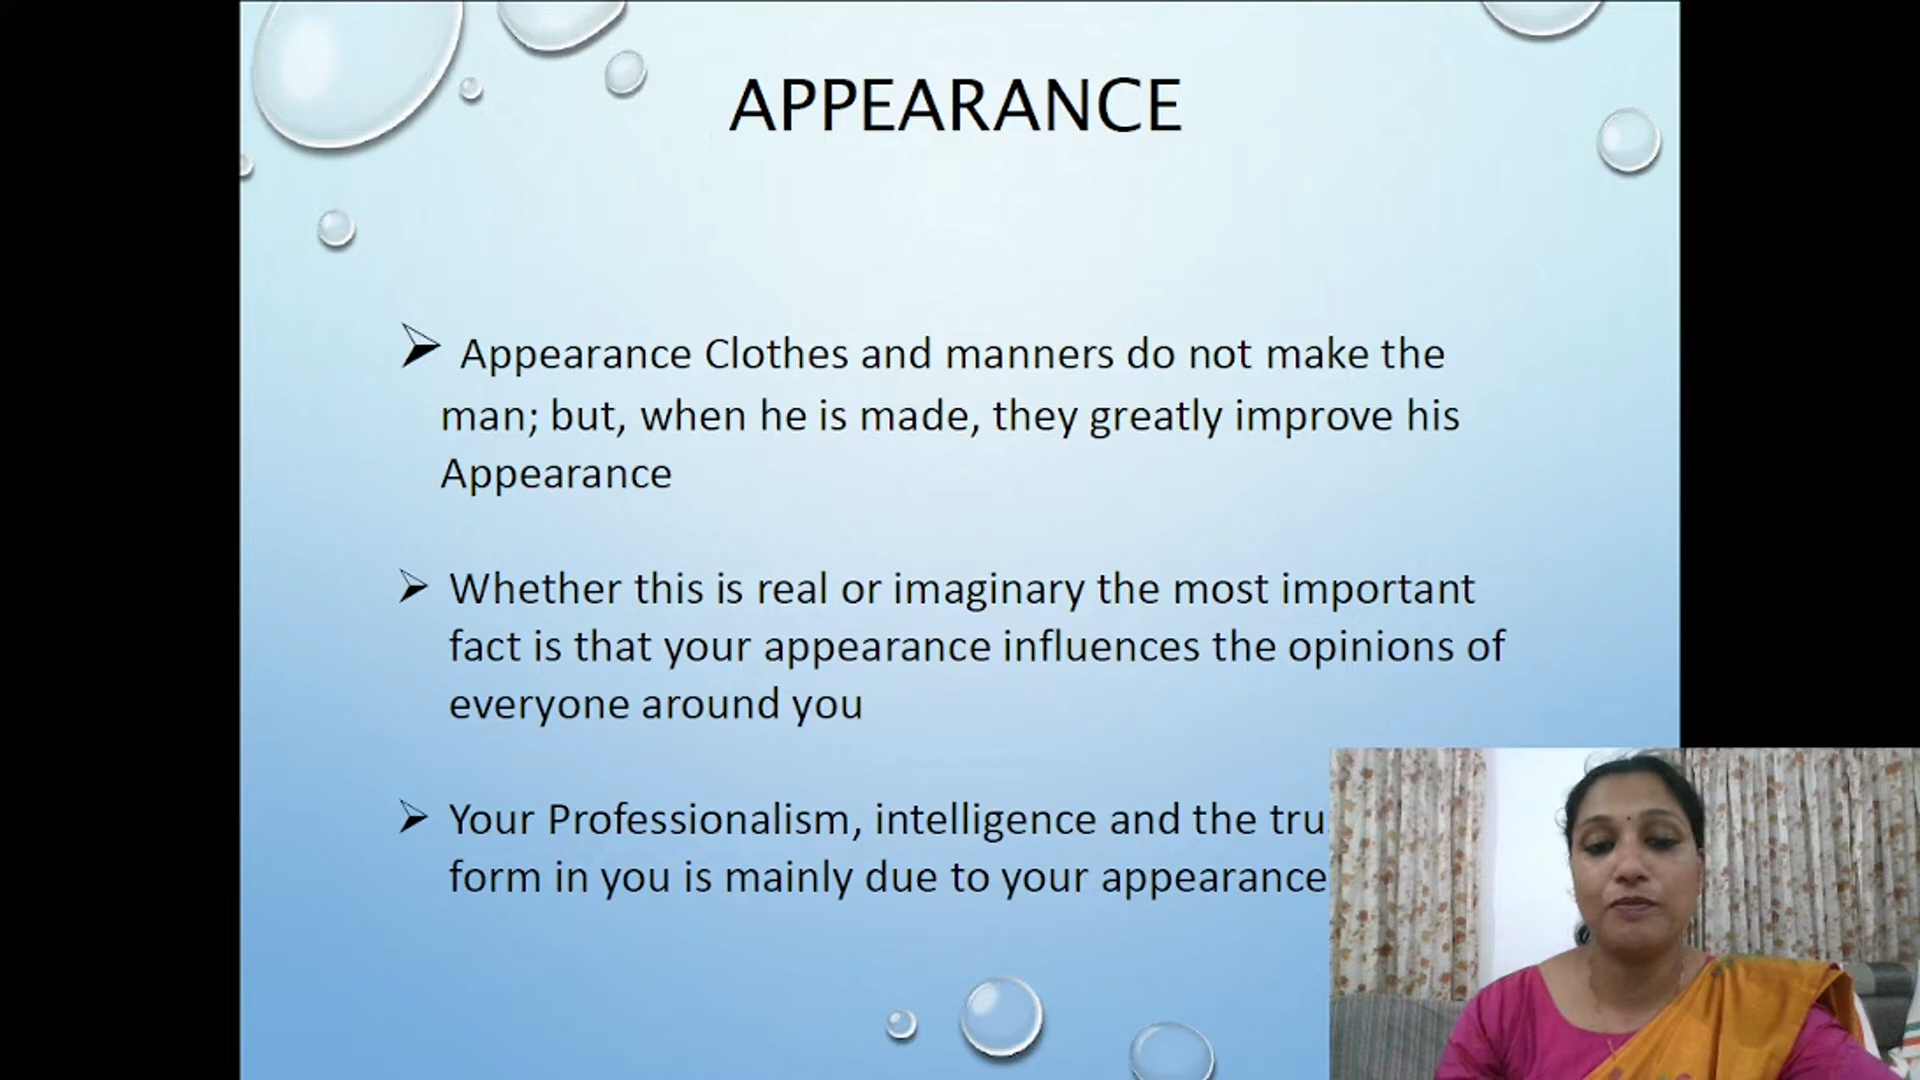 APPEARANCE
Appearance Clothes and manners do not make the
man; but, when he is made, they greatly improve his
Appearance
Whether this is real or imaginary the most important
fact is that your appearance influences the opinions of
everyone around you
Your Professionalism, intelligence and the
form in you is mainly due to your appearance